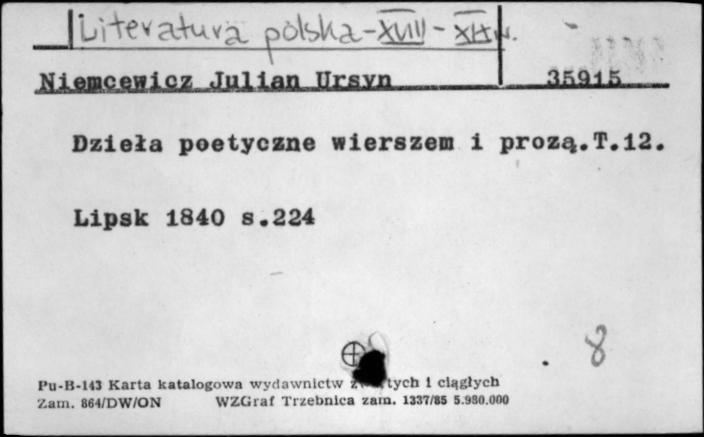 Literatura polska - XVIII - XIX w.
Niemcewicz Julian Ursyn 35915
Dzieła poetyczne wierszem i prozą.T.12.
Lipsk 1840 s.224
8
Pu-B-143 Karta katalogowa wydawnictw i ciągłych
Zam. 864/DW/ON WZGraf Trzebnica zam. 1337/85 5.980.000